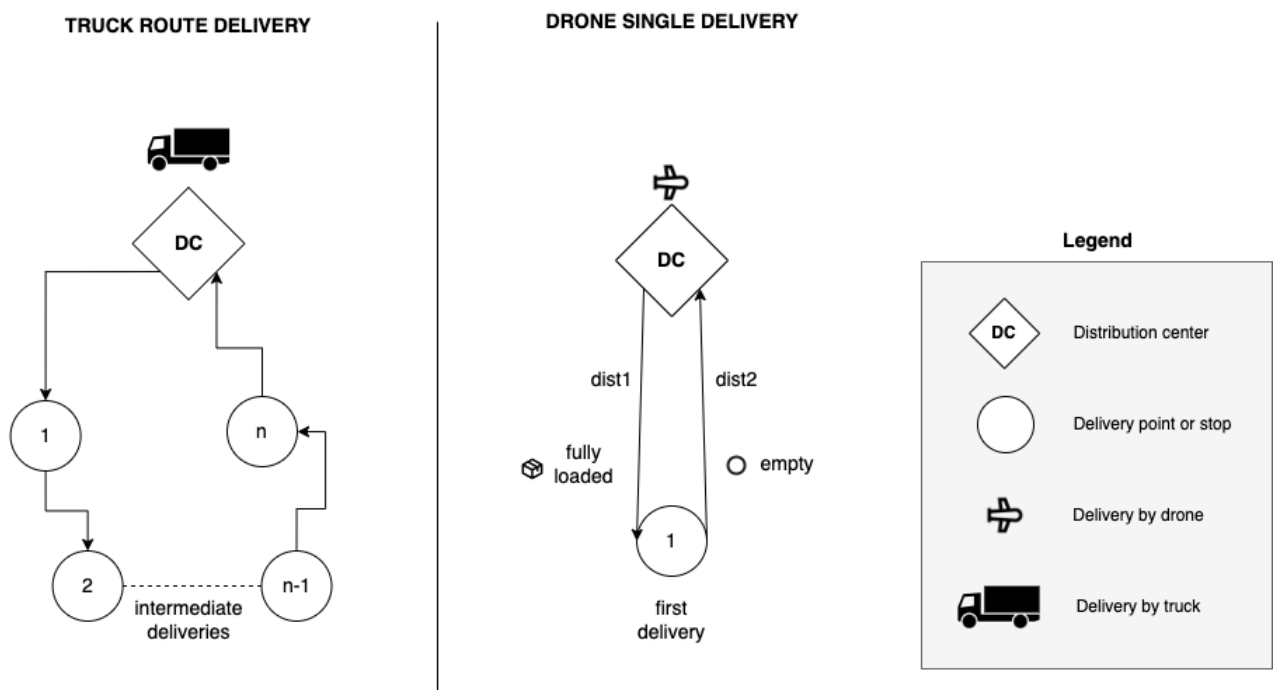 TRUCK ROUTE DELIVERY
DC
1
n
2
n-1
intermediate
deliveries
DRONE SINGLE DELIVERY
DC
dist1
dist2
fully
loaded
empty
1
first
delivery
Legend
DC
Distribution center
Delivery point or stop
Delivery by drone
Delivery by truck